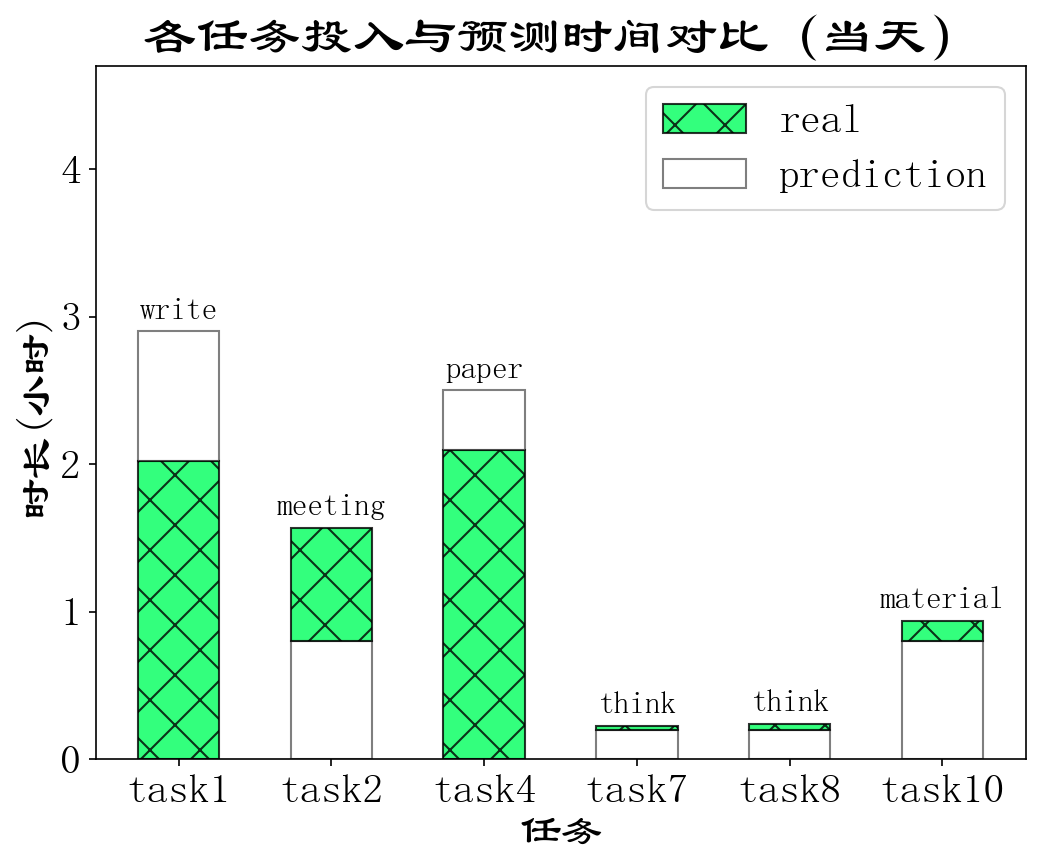 各任务投入与预测时间对比 (当天)
real
prediction
时长(小时)
4
3
2
1
0
write
meeting
paper
think
think
material
task1 task2 task4 task7 task8 task10
任务